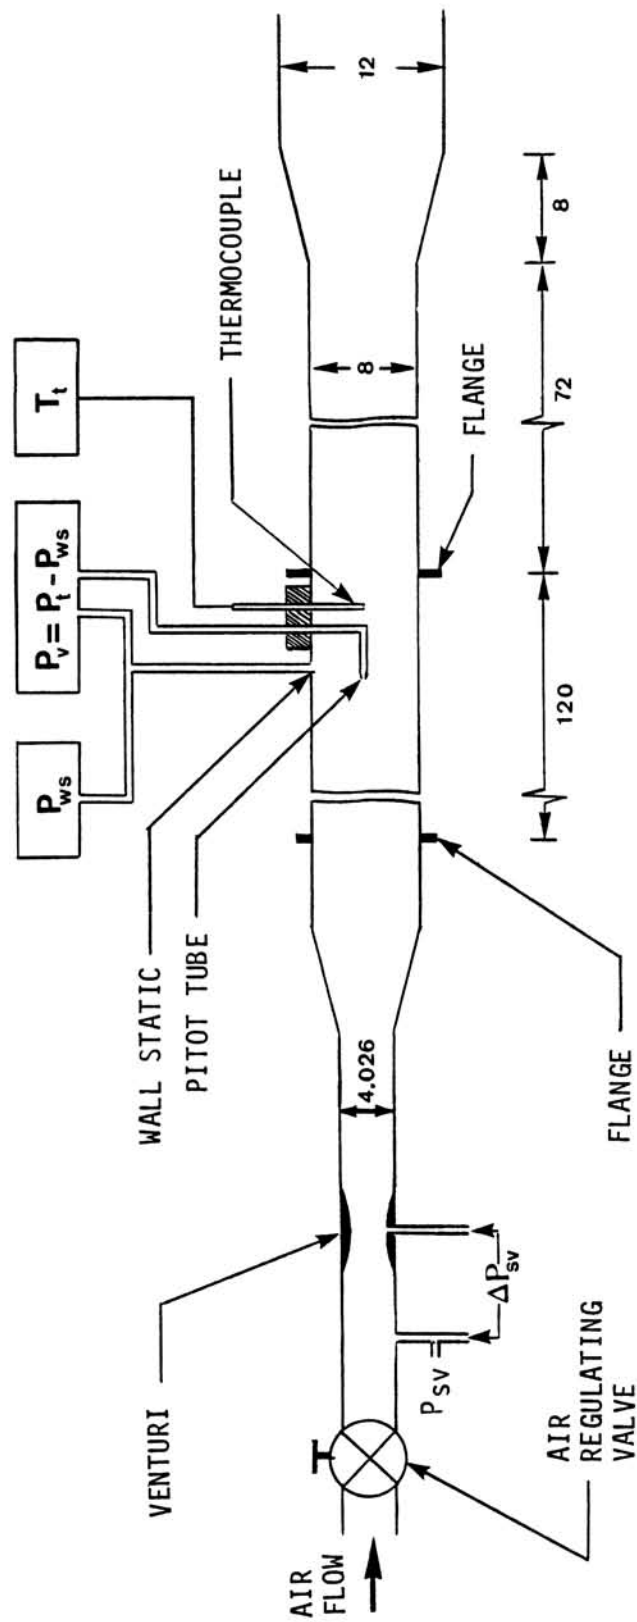 P_ws
P_v = P_t - P_ws
T_t
WALL STATIC
PITOT TUBE
THERMOCOUPLE
VENTURI
AIR
FLOW
4.026
8
12
P_sv
ΔP_sv
AIR
REGULATING
VALVE
FLANGE
FLANGE
120
72
8